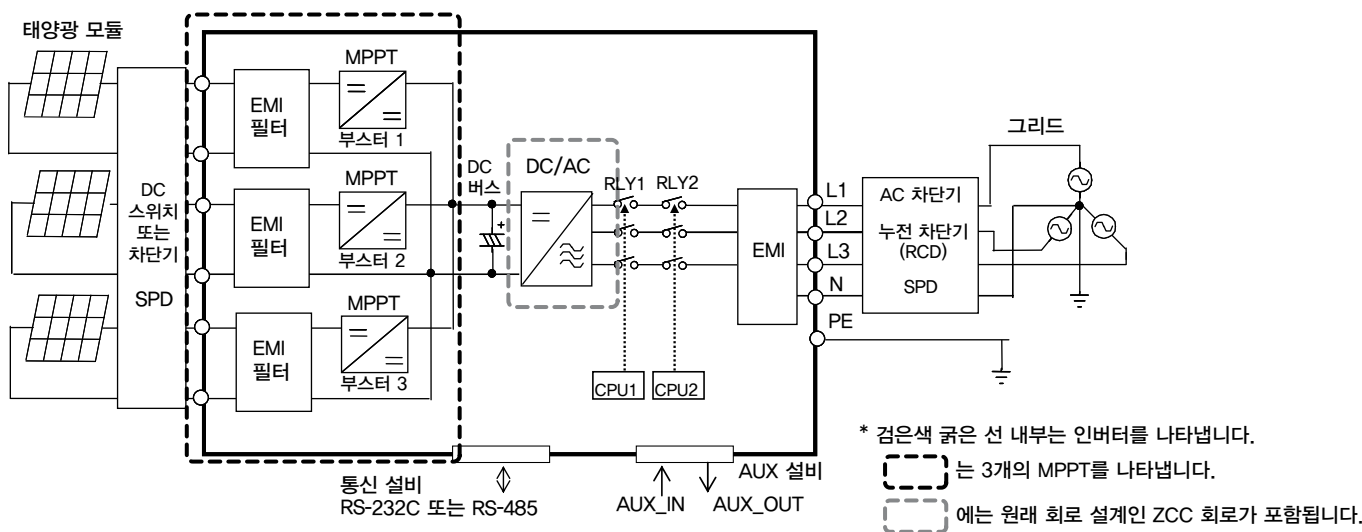 태양광 모듈
DC
스위치
또는
차단기
SPD
EMI
필터
MPPT
부스터 1
EMI
필터
MPPT
부스터 2
EMI
필터
MPPT
부스터 3
DC
버스
DC/AC
RLY1
RLY2
CPU1
CPU2
EMI
L1
L2
L3
N
PE
AC 차단기
누전 차단기
(RCD)
SPD
그리드
통신 설비
RS-232C 또는 RS-485
AUX_IN
AUX_OUT
AUX 설비
* 검은색 굵은 선 내부는 인버터를 나타냅니다.
는 3개의 MPPT를 나타냅니다.
에는 원래 회로 설계인 ZCC 회로가 포함됩니다.